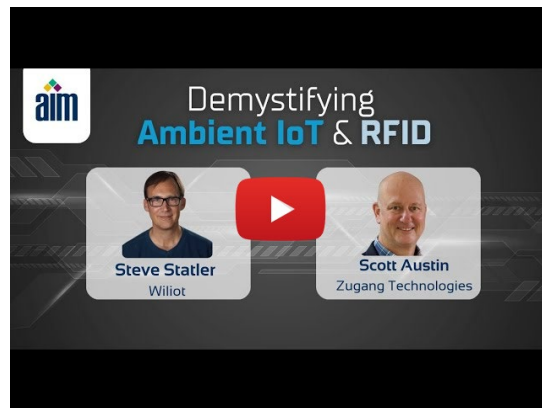 aim
Demystifying
Ambient IoT & RFID
Steve Statler
Wiliot
Scott Austin
Zugang Technologies